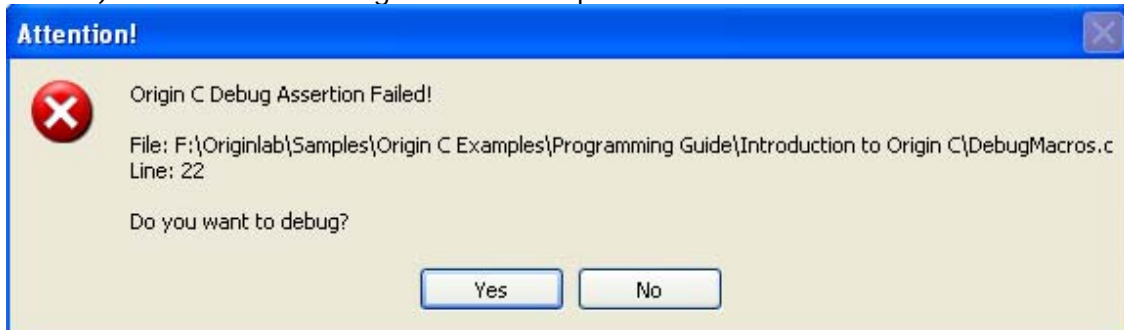 Attention!
Origin C Debug Assertion Failed!
File: F:\Originlab\Samples\Origin C Examples\Programming Guide\Introduction to Origin C\DebugMacros.c
Line: 22
Do you want to debug?
Yes No